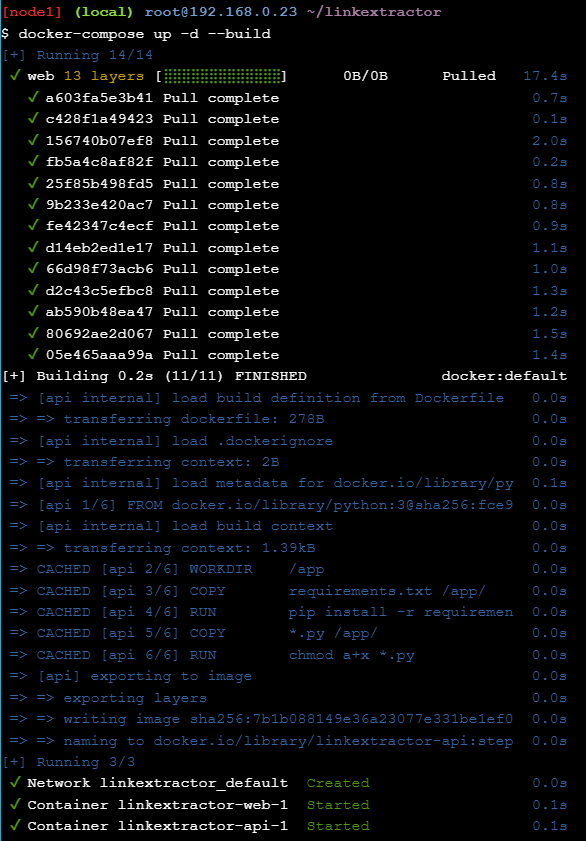 [node1] (local) root@192.168.0.23 ~/linkextractor
$ docker-compose up -d --build
[+] Running 14/14
✓ web 13 layers [⣿⣿⣿⣿⣿⣿⣿⣿⣿⣿⣿⣿⣿] 0B/0B Pulled 17.4s
✓ a603fa5e3b41 Pull complete 0.7s
✓ c428f1a49423 Pull complete 0.1s
✓ 156740b07ef8 Pull complete 2.0s
✓ fb5a4c8af82f Pull complete 0.2s
✓ 25f85b498fd5 Pull complete 0.8s
✓ 9b233e420ac7 Pull complete 0.8s
✓ fe42347c4ecf Pull complete 0.9s
✓ d14eb2ed1e17 Pull complete 1.1s
✓ 66d98f73acb6 Pull complete 1.0s
✓ d2c43c5efbc8 Pull complete 1.3s
✓ ab590b48ea47 Pull complete 1.2s
✓ 80692ae2d067 Pull complete 1.5s
✓ 05e465aaa99a Pull complete 1.4s
[+] Building 0.2s (11/11) FINISHED docker:default
=> [api internal] load build definition from Dockerfile 0.0s
=> => transferring dockerfile: 278B 0.0s
=> [api internal] load .dockerignore 0.0s
=> => transferring context: 2B 0.0s
=> [api internal] load metadata for docker.io/library/py 0.1s
=> [api 1/6] FROM docker.io/library/python:3@sha256:fce9 0.0s
=> [api internal] load build context 0.0s
=> => transferring context: 1.39kB 0.0s
=> CACHED [api 2/6] WORKDIR /app 0.0s
=> CACHED [api 3/6] COPY requirements.txt /app/ 0.0s
=> CACHED [api 4/6] RUN pip install -r requiremen 0.0s
=> CACHED [api 5/6] COPY *.py /app/ 0.0s
=> CACHED [api 6/6] RUN chmod a+x *.py 0.0s
=> [api] exporting to image 0.0s
=> => exporting layers 0.0s
=> => writing image sha256:7b1b088149e36a23077e331be1ef0 0.0s
=> => naming to docker.io/library/linkextractor-api:step 0.0s
[+] Running 3/3
✓ Network linkextractor_default Created 0.0s
✓ Container linkextractor-web-1 Started 0.1s
✓ Container linkextractor-api-1 Started 0.1s